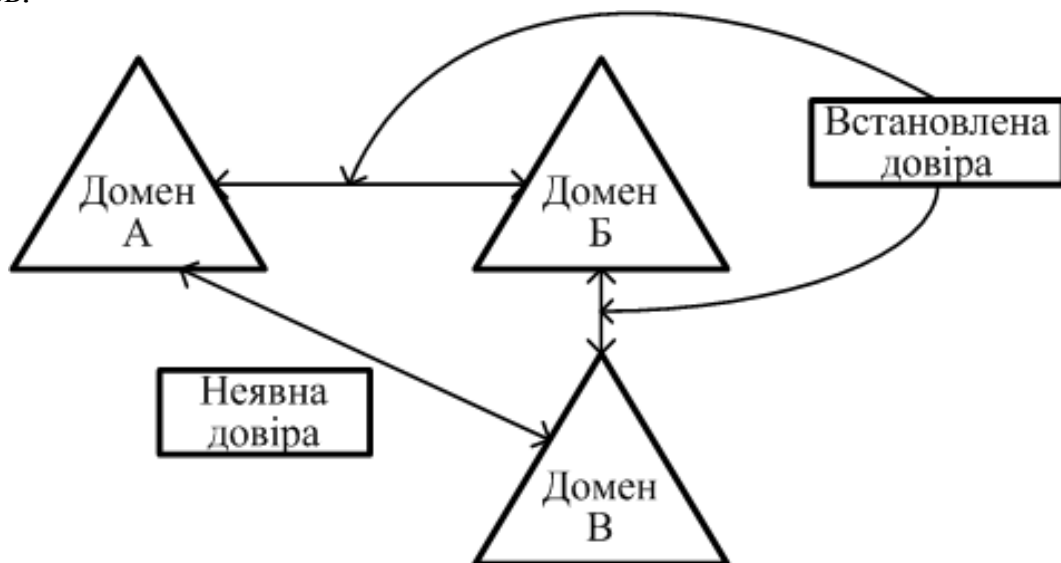 Домен
А
Домен
Б
Встановлена
довіра
Неявна
довіра
Домен
В